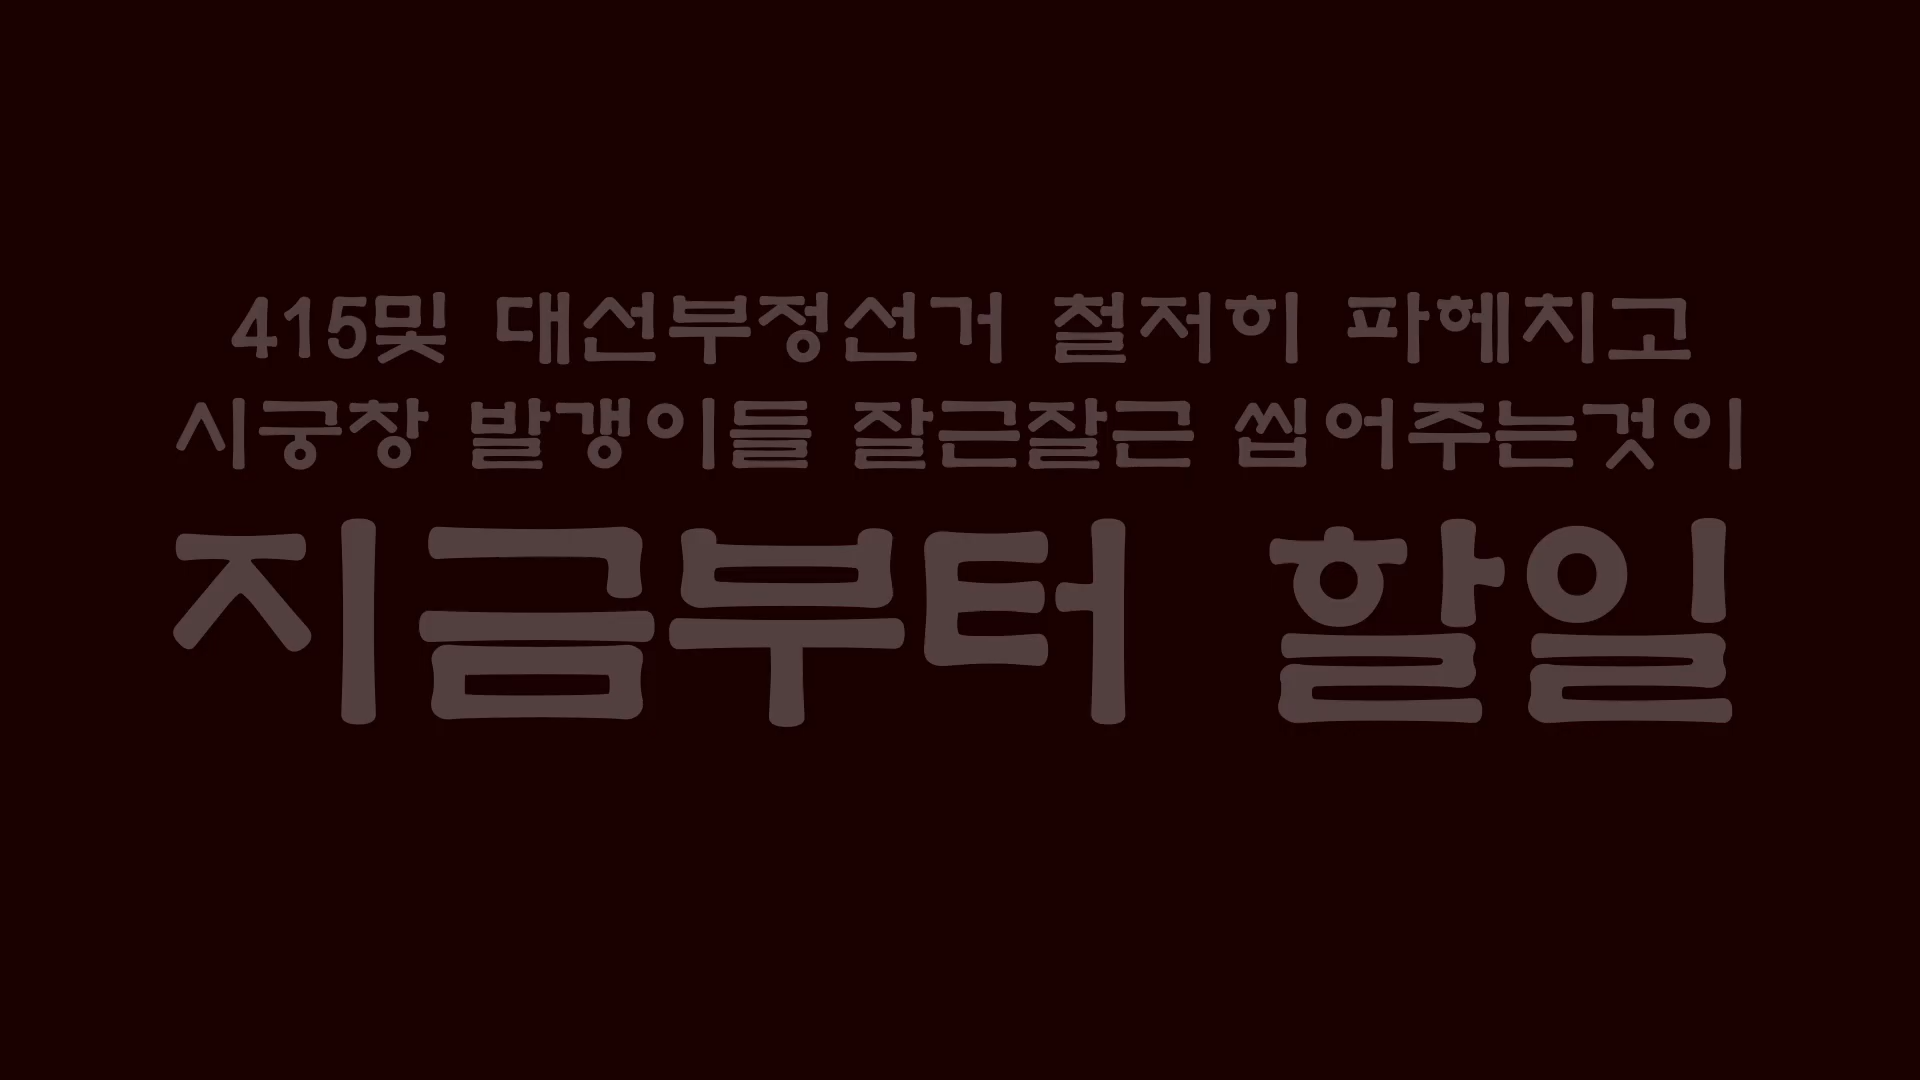 415및 대선부정선거 철저히 파헤치고
시궁창 발갱이들 잘근잘근 씹어주는것이
지금부터 할일